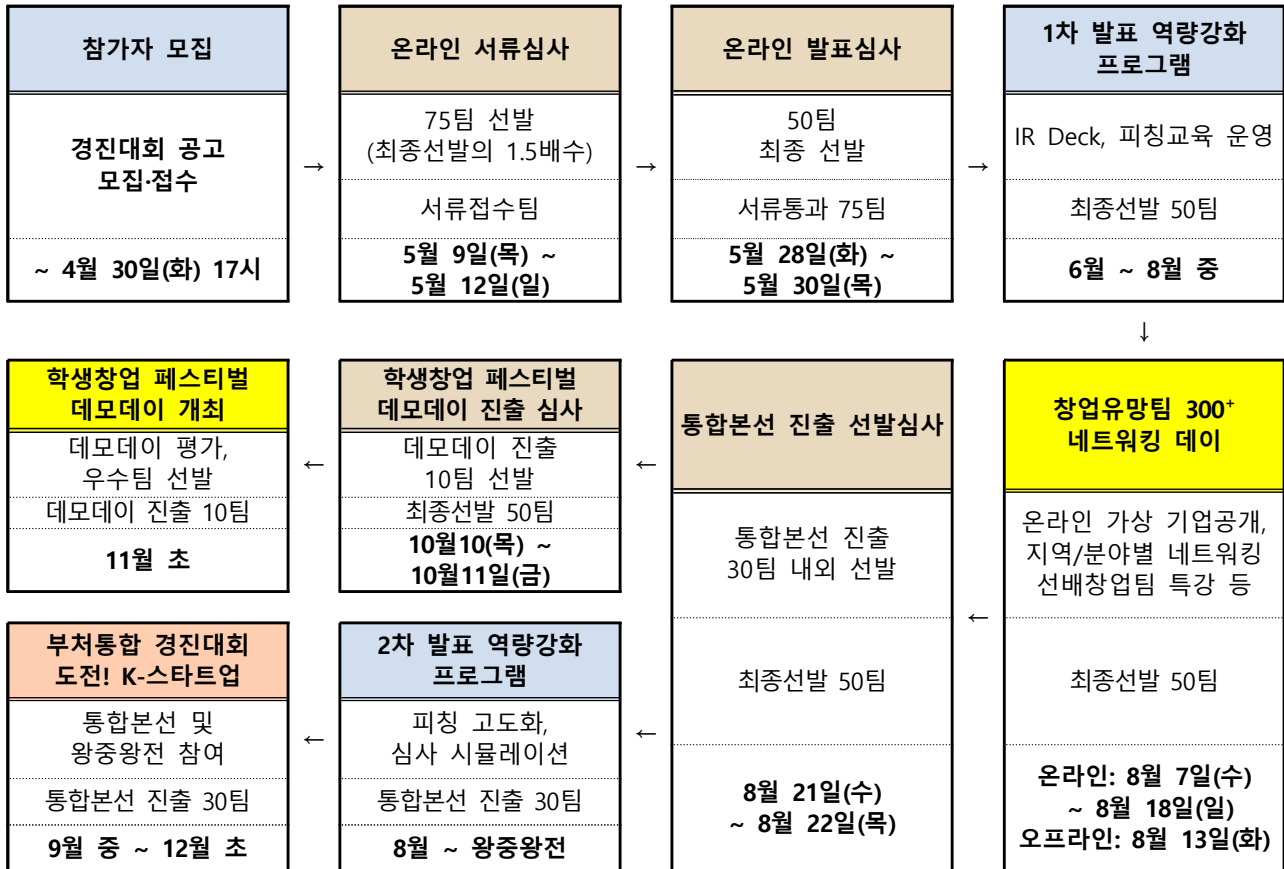 참가자 모집
경진대회 공고
모집·접수
~ 4월 30일(화) 17시
→
온라인 서류심사
75팀 선발
(최종선발의 1.5배수)
서류접수팀
5월 9일(목) ~
5월 12일(일)
→
온라인 발표심사
50팀
최종 선발
서류통과 75팀
5월 28일(화) ~
5월 30일(목)
→
1차 발표 역량강화
프로그램
IR Deck, 피칭교육 운영
최종선발 50팀
6월 ~ 8월 중
↓
창업유망팀 300⁺
네트워킹 데이
온라인 가상 기업공개,
지역/분야별 네트워킹
선배창업팀 특강 등
최종선발 50팀
온라인: 8월 7일(수)
~ 8월 18일(일)
오프라인: 8월 13일(화)
←
통합본선 진출 선발심사
통합본선 진출
30팀 내외 선발
최종선발 50팀
8월 21일(수)
~ 8월 22일(목)
←
학생창업 페스티벌
데모데이 진출 심사
데모데이 진출
10팀 선발
최종선발 50팀
10월10(목) ~
10월11일(금)
←
학생창업 페스티벌
데모데이 개최
데모데이 평가,
우수팀 선발
데모데이 진출 10팀
11월 초
←
2차 발표 역량강화
프로그램
피칭 고도화,
심사 시뮬레이션
통합본선 진출 30팀
8월 ~ 왕중왕전
←
부처통합 경진대회
도전! K-스타트업
통합본선 및
왕중왕전 참여
통합본선 진출 30팀
9월 중 ~ 12월 초